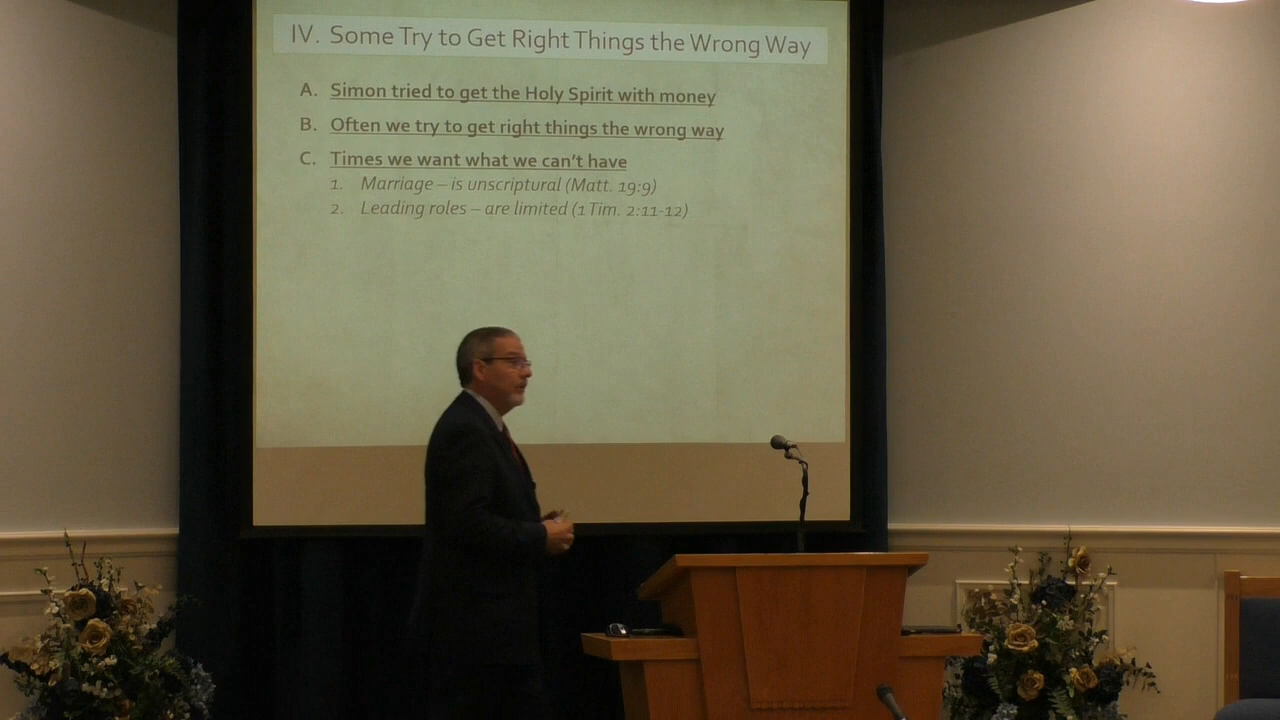 IV. Some Try to Get Right Things the Wrong Way
A. Simon tried to get the Holy Spirit with money
B. Often we try to get right things the wrong way
C. Times we want what we can't have
1. Marriage – is unscriptural (Matt. 19:9)
2. Leading roles – are limited (1 Tim. 2:11-12)